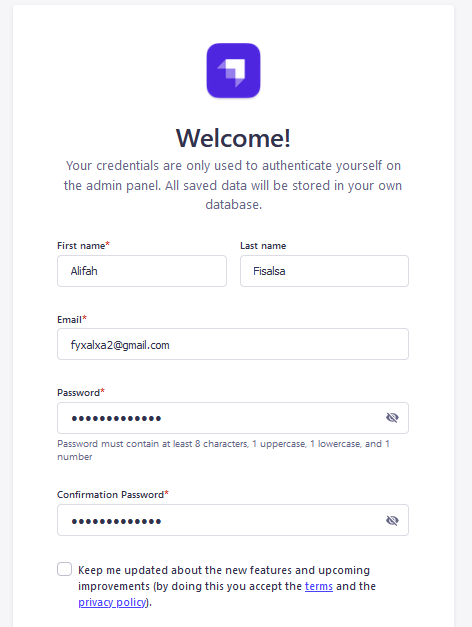 Welcome!
Your credentials are only used to authenticate yourself on
the admin panel. All saved data will be stored in your own
database.
First name* Last name
Alifah Fisalsa
Email*
fyxalxa2@gmail.com
Password*
•••••••••••••
Password must contain at least 8 characters, 1 uppercase, 1 lowercase, and 1
number
Confirmation Password*
•••••••••••••
Keep me updated about the new features and upcoming
improvements (by doing this you accept the terms and the
privacy policy).